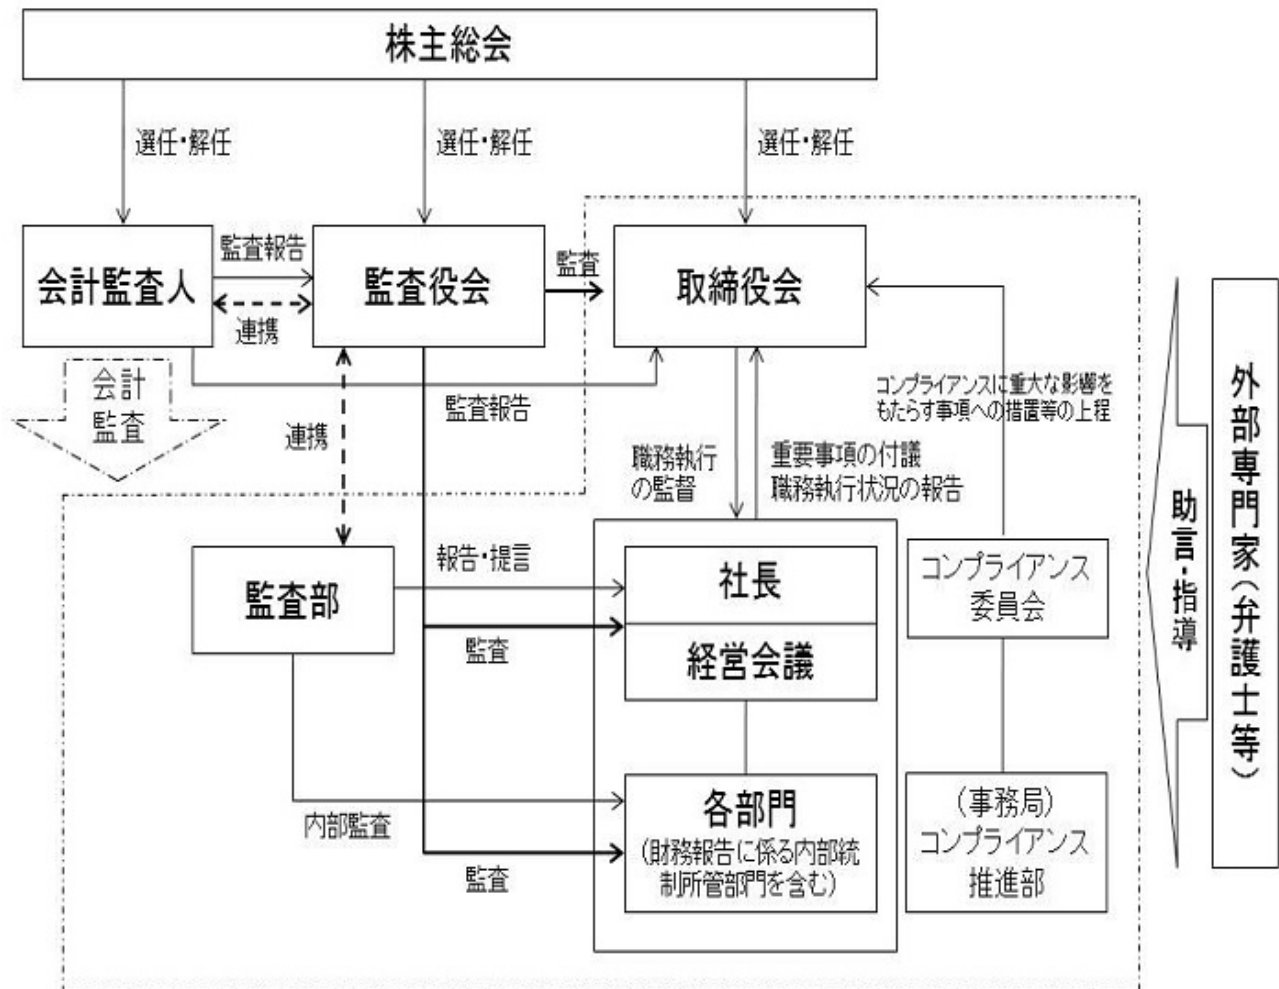 株主総会
選任・解任
選任・解任
選任・解任
会計監査人
監査報告
連携
監査役会
監査
取締役会
会計
監査
監査報告
連携
コンプライアンスに重大な影響を
もたらす事項への措置等の上程
職務執行
の監督
重要事項の付議
職務執行状況の報告
監査部
報告・提言
監査
社長
経営会議
コンプライアンス
委員会
内部監査
監査
各部門
(財務報告に係る内部統
制所管部門を含む)
(事務局)
コンプライアンス
推進部
助言・指導
外部専門家(弁護士等)